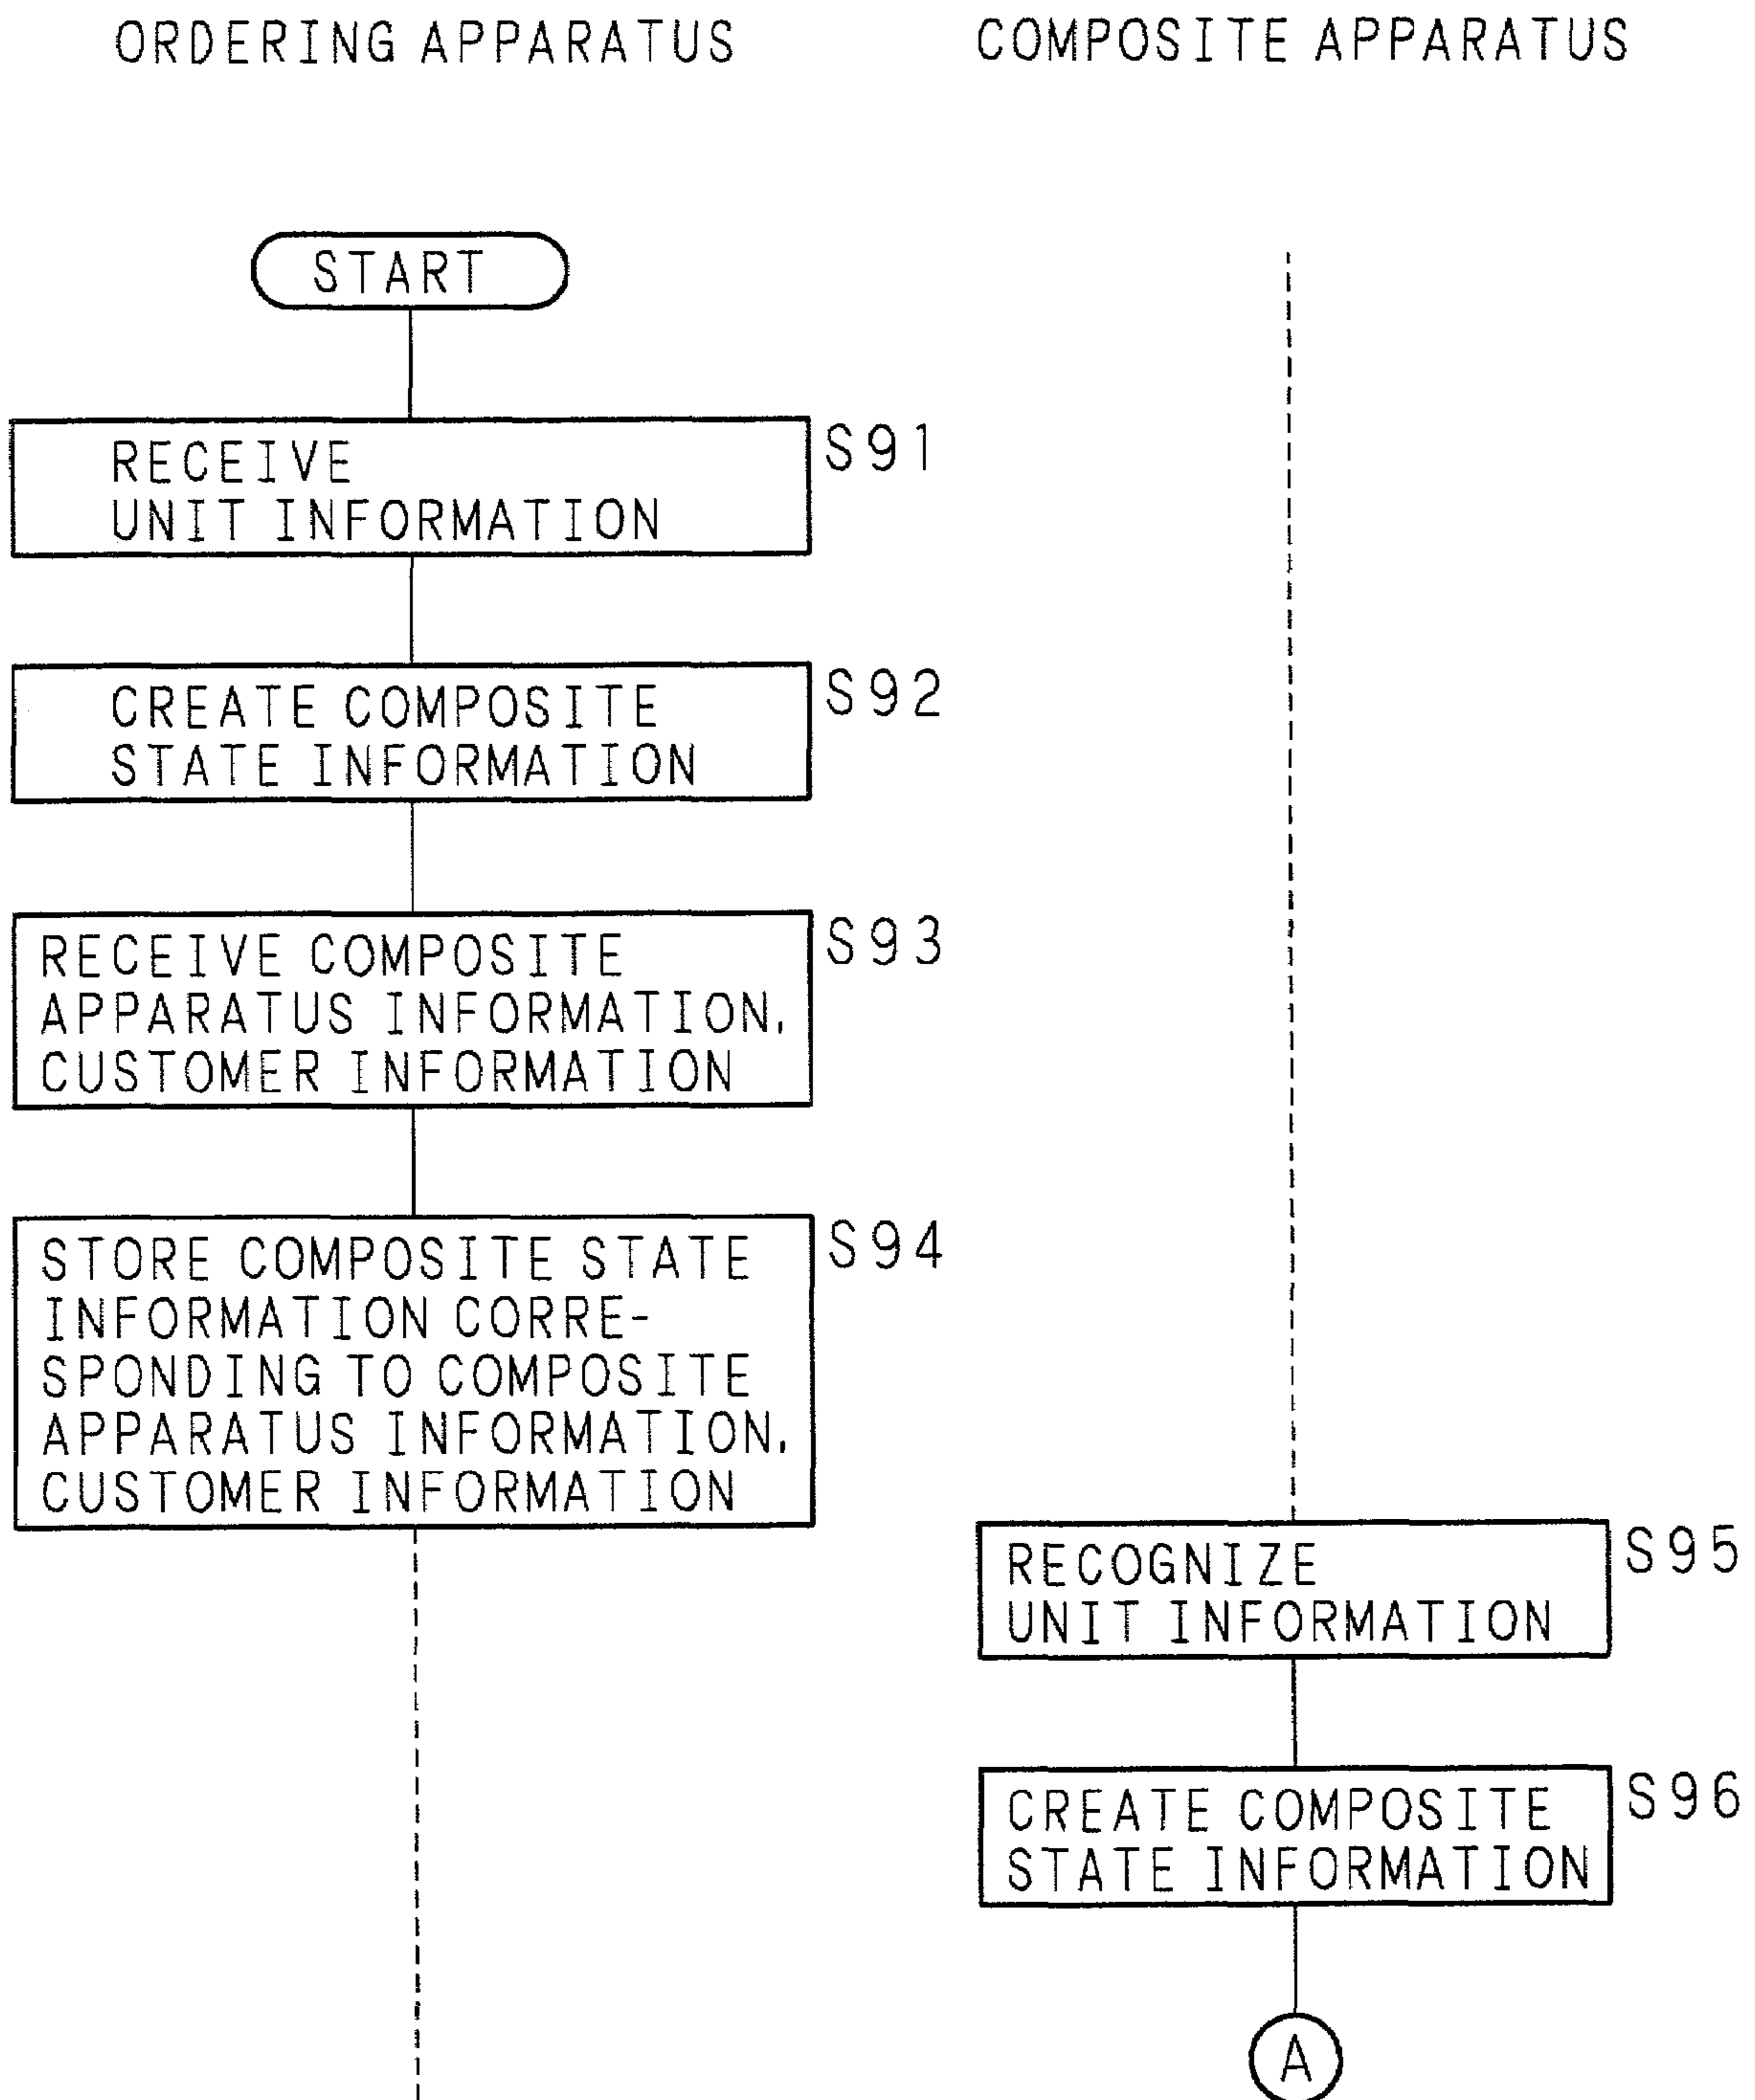 ORDERING APPARATUS
COMPOSITE APPARATUS
START
RECEIVE
UNIT INFORMATION
S91
CREATE COMPOSITE
STATE INFORMATION
S92
RECEIVE COMPOSITE
APPARATUS INFORMATION,
CUSTOMER INFORMATION
S93
STORE COMPOSITE STATE
INFORMATION CORRE-
SPONDING TO COMPOSITE
APPARATUS INFORMATION,
CUSTOMER INFORMATION
S94
RECOGNIZE
UNIT INFORMATION
S95
CREATE COMPOSITE
STATE INFORMATION
S96
A